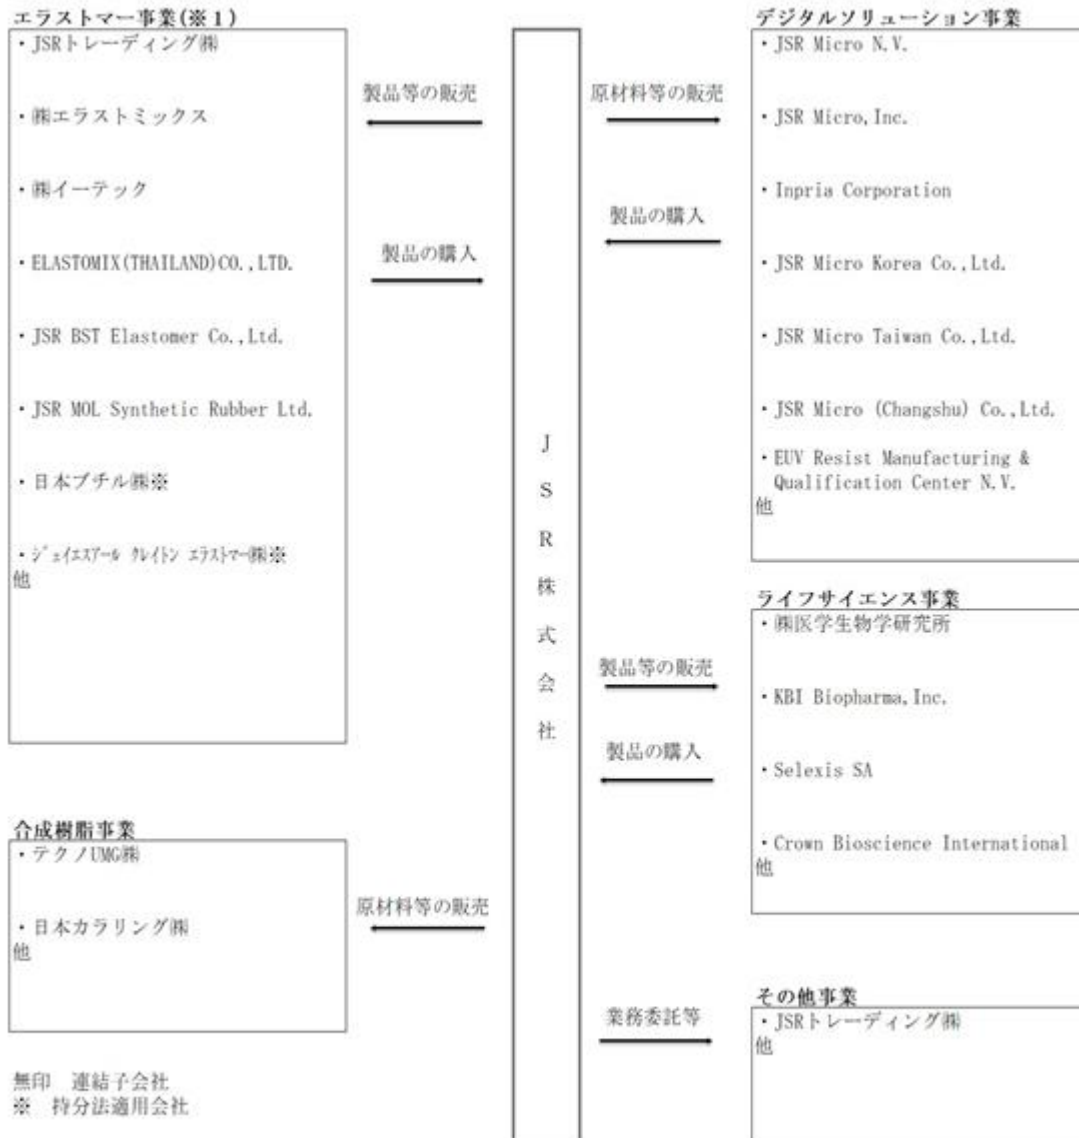 エラストマー事業(※１)
・JSRトレーディング㈱
・㈱エラストミックス
・㈱イーテック
・ELASTOMIX(THAILAND)CO.,LTD.
・JSR BST Elastomer Co.,Ltd.
・JSR MOL Synthetic Rubber Ltd.
・日本ブチル㈱※
・ｼﾞｪｲｴｽｱｰﾙ ｸﾚｲﾄﾝ ｴﾗｽﾄﾏｰ㈱※
他
合成樹脂事業
・テクノUMG㈱
・日本カラリング㈱
他
無印　連結子会社
※　持分法適用会社
製品等の販売
製品の購入
原材料等の販売
J
S
R
株
式
会
社
原材料等の販売
製品の購入
製品等の販売
製品の購入
業務委託等
デジタルソリューション事業
・JSR Micro N.V.
・JSR Micro,Inc.
・Inpria Corporation
・JSR Micro Korea Co.,Ltd.
・JSR Micro Taiwan Co.,Ltd.
・JSR Micro (Changshu) Co.,Ltd.
・EUV Resist Manufacturing &
Qualification Center N.V.
他
ライフサイエンス事業
・㈱医学生物学研究所
・KBI Biopharma,Inc.
・Selexis SA
・Crown Bioscience International
他
その他事業
・JSRトレーディング㈱
他